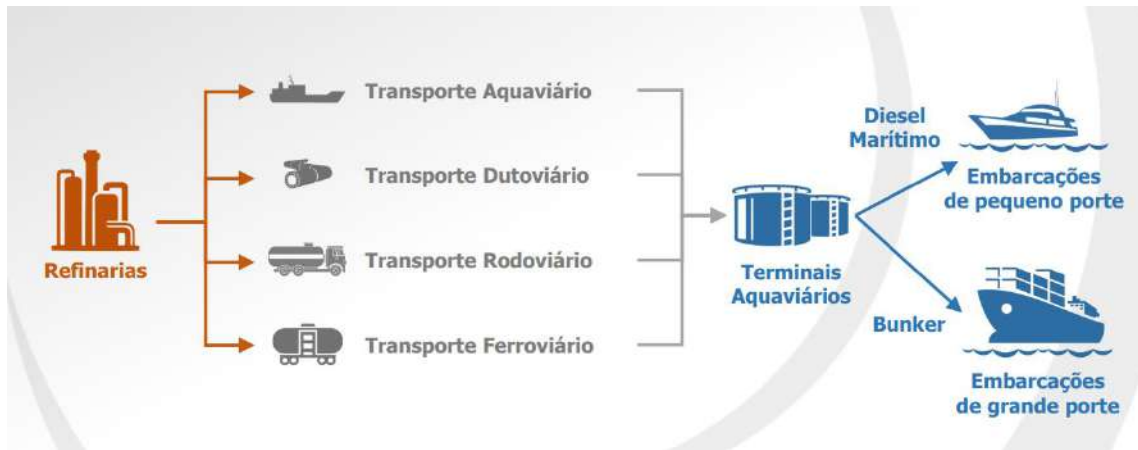 Refinarias
Transporte Aquaviário
Transporte Dutoviário
Transporte Rodoviário
Transporte Ferroviário
Terminais
Aquaviários
Diesel
Marítimo
Embarcações
de pequeno porte
Bunker
Embarcações
de grande porte